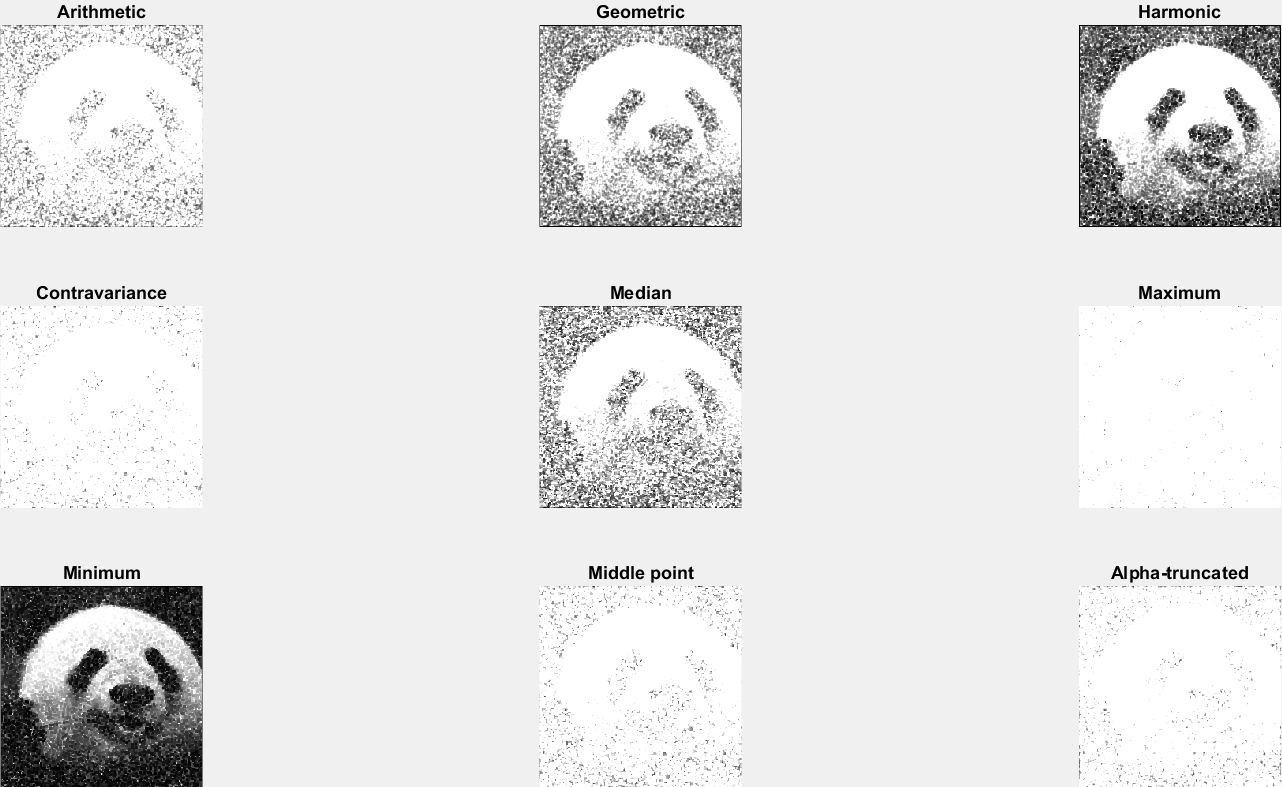 Arithmetic
Geometric
Harmonic
Contravariance
Median
Maximum
Minimum
Middle point
Alpha-truncated